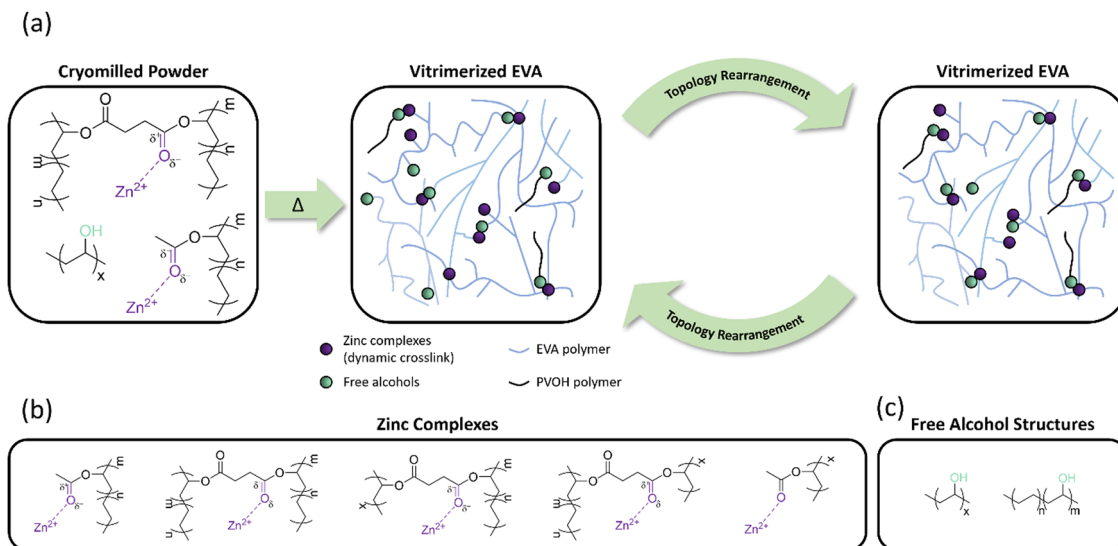 (a)
Cryomilled Powder
Vitrimerized EVA
Topology Rearrangement
Vitrimerized EVA
O
m
O
O
δ⁺
O
δ⁻
n
m
n
Zn²⁺
Δ
OH
x
m
O
δ⁻
O
δ⁻
n
Zn²⁺
Topology Rearrangement
Zinc complexes
(dynamic crosslink)
EVA polymer
Free alcohols
PVOH polymer
(b)
Zinc Complexes
(c)
Free Alcohol Structures
m
O
δ⁺
O
δ⁻
n
Zn²⁺
O
m
O
O
δ
O
δ
n
m
n
Zn²⁺
O
m
O
O
O
δ⁻
x
n
Zn²⁺
O
x
O
O
δ⁺
O
δ
m
n
Zn²⁺
x
O
O
Zn²⁺
OH
x
OH
n
m